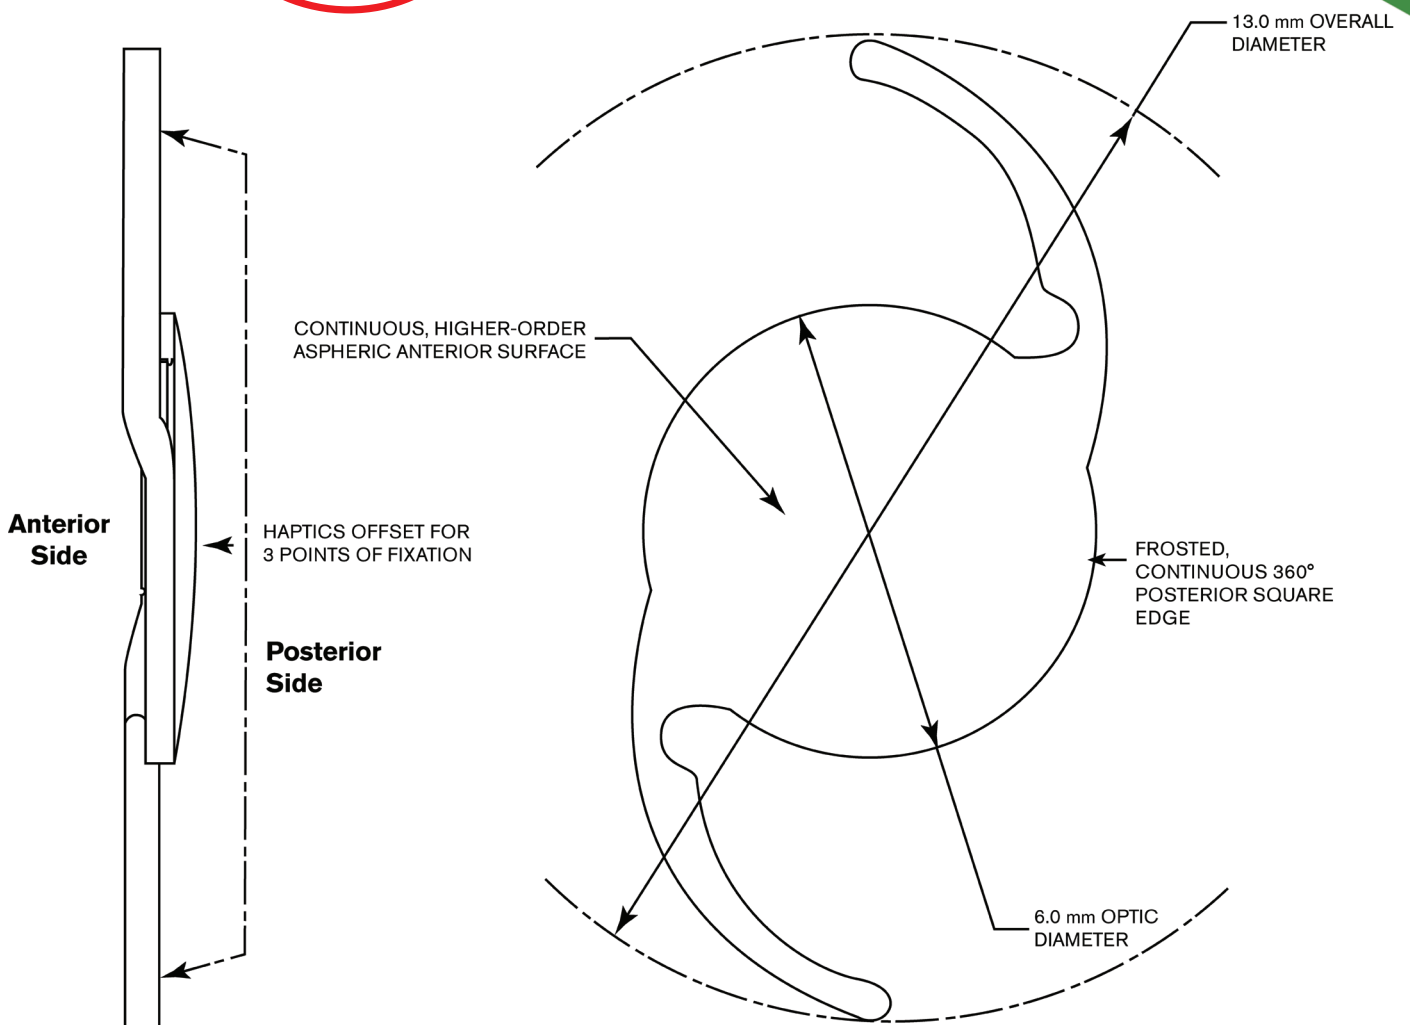 13.0 mm OVERALL
DIAMETER
CONTINUOUS, HIGHER-ORDER
ASPHERIC ANTERIOR SURFACE
Anterior
Side
HAPTICS OFFSET FOR
3 POINTS OF FIXATION
FROSTED,
CONTINUOUS 360°
POSTERIOR SQUARE
EDGE
Posterior
Side
6.0 mm OPTIC
DIAMETER